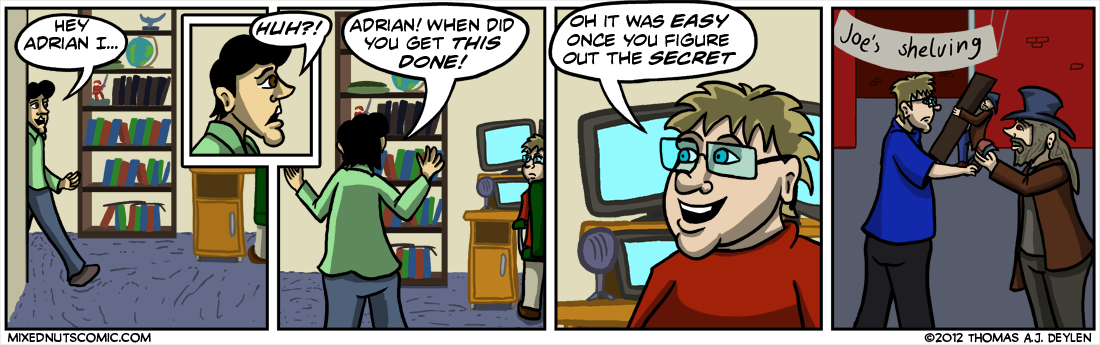 HEY
ADRIAN I...
HUH?!
ADRIAN! WHEN DID
YOU GET THIS
DONE!
OH IT WAS EASY
ONCE YOU FIGURE
OUT THE SECRET
Joe's shelving
MIXEDNUTSCOMIC.COM
©2012 THOMAS A.J. DEYLEN